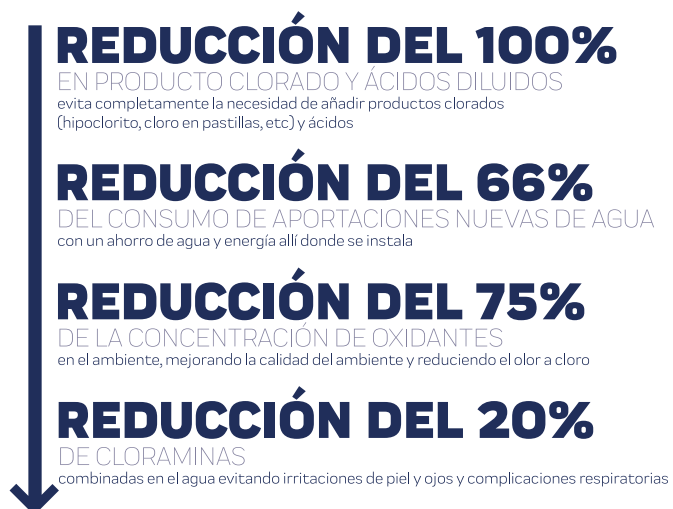 REDUCCIÓN DEL 100%
EN PRODUCTO CLORADO Y ÁCIDOS DILUIDOS
evita completamente la necesidad de añadir productos clorados
(hipoclorito, cloro en pastillas, etc) y ácidos
REDUCCIÓN DEL 66%
DEL CONSUMO DE APORTACIONES NUEVAS DE AGUA
con un ahorro de agua y energía allí donde se instala
REDUCCIÓN DEL 75%
DE LA CONCENTRACIÓN DE OXIDANTES
en el ambiente, mejorando la calidad del ambiente y reduciendo el olor a cloro
REDUCCIÓN DEL 20%
DE CLORAMINAS
combinadas en el agua evitando irritaciones de piel y ojos y complicaciones respiratorias